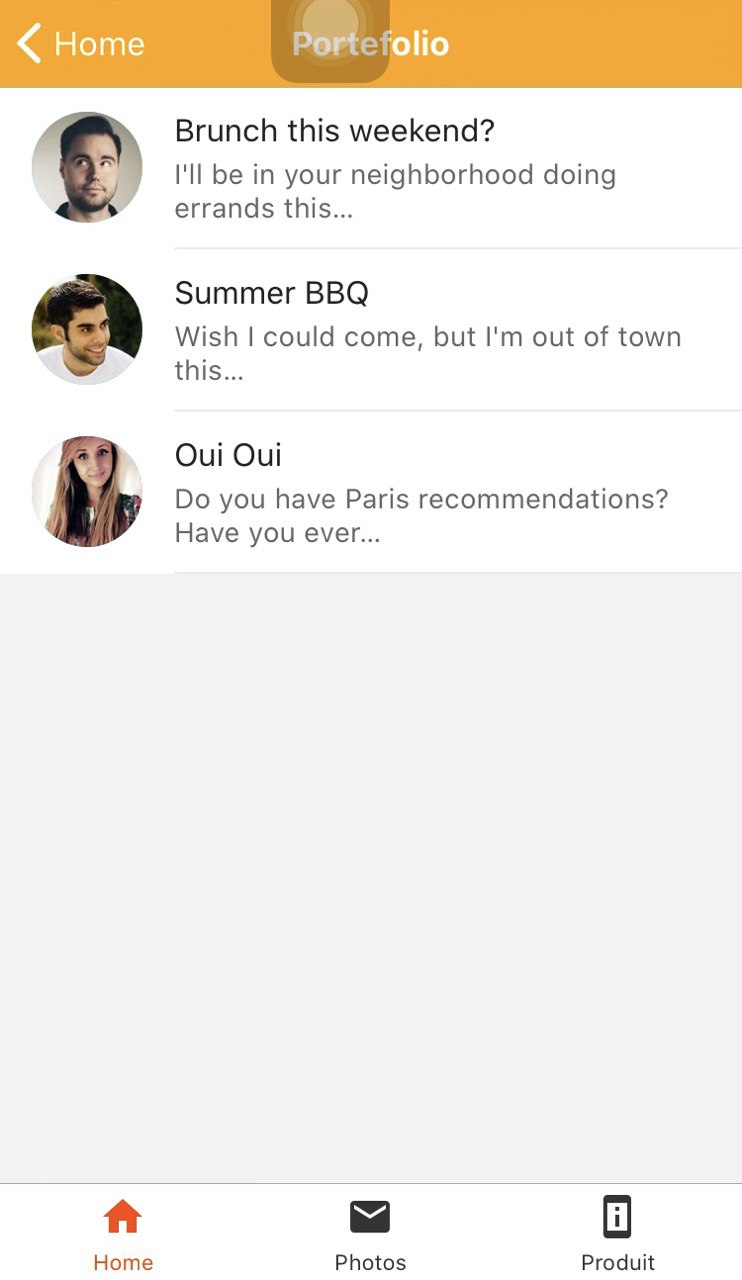 Home
Portefolio
Brunch this weekend?
I'll be in your neighborhood doing
errands this...
Summer BBQ
Wish I could come, but I'm out of town
this...
Oui Oui
Do you have Paris recommendations?
Have you ever...
Home
Photos
Produit